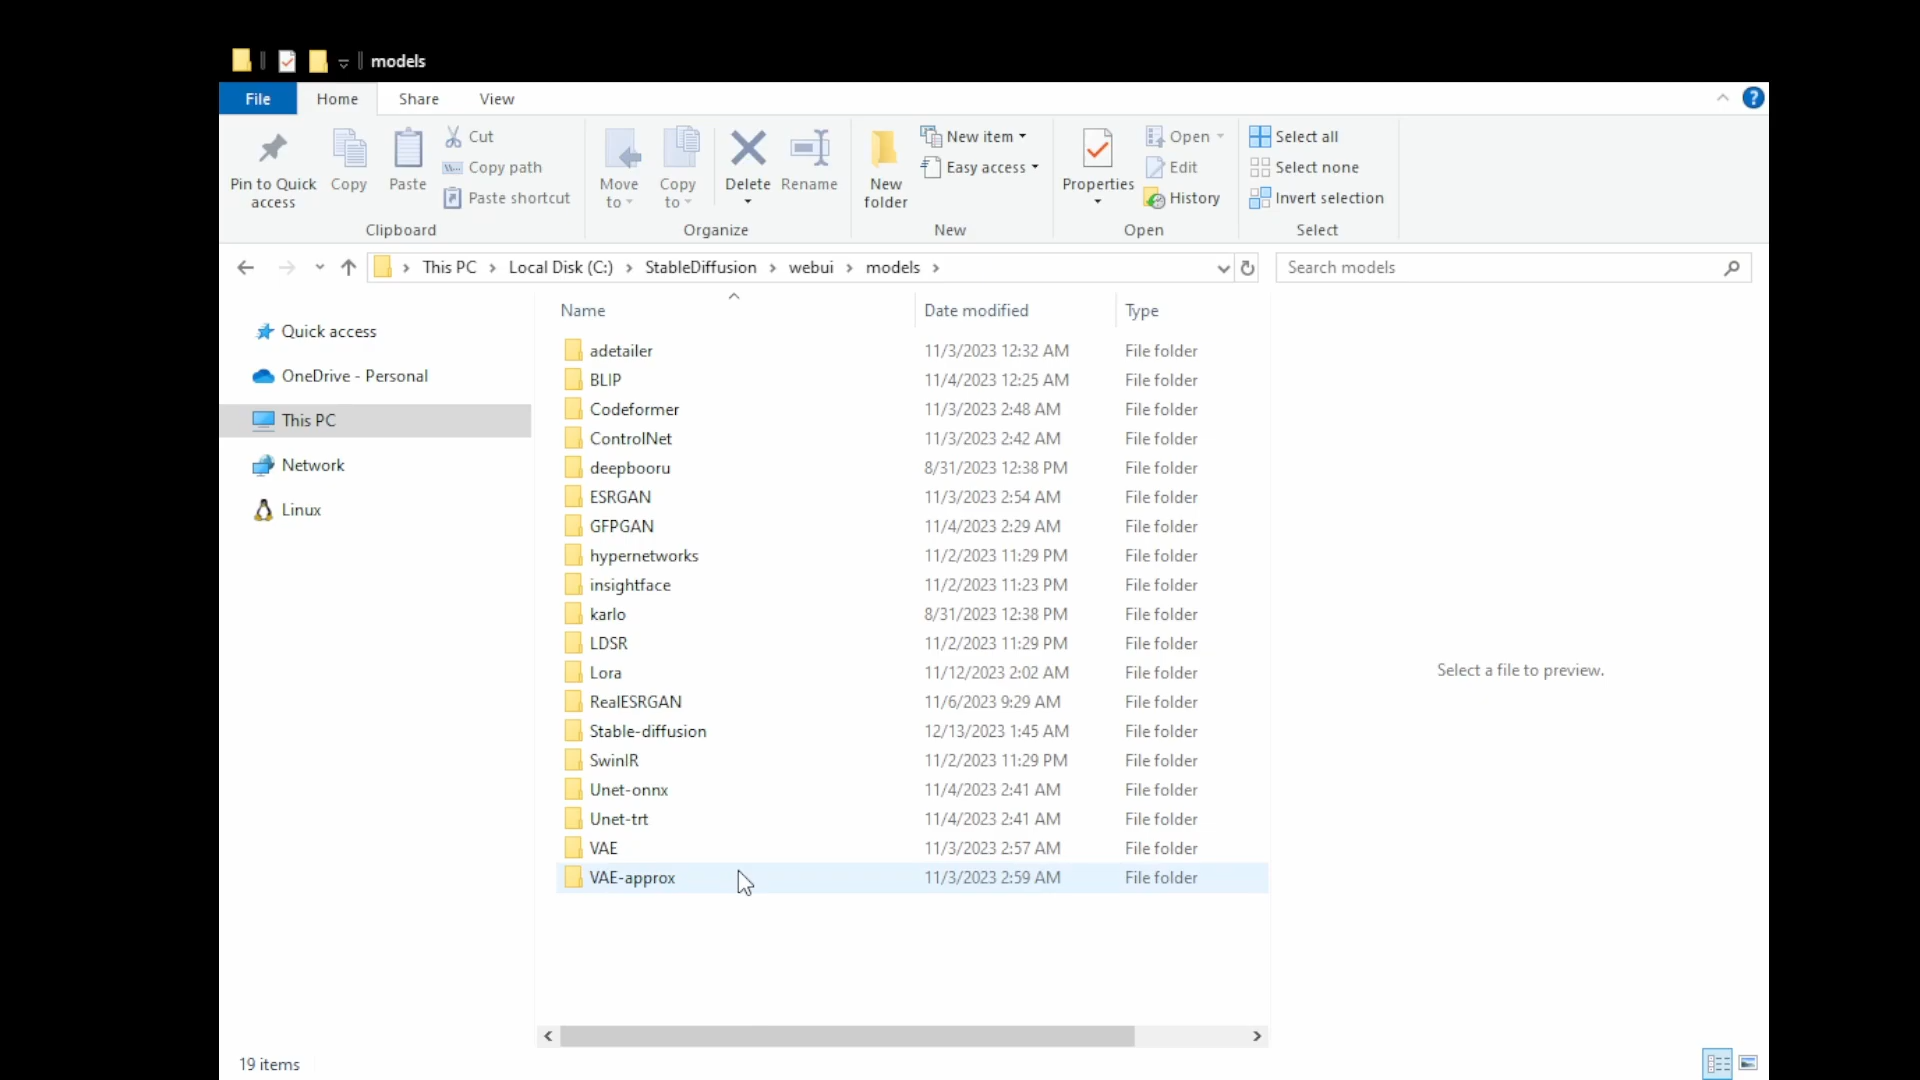 models
File Home Share View
Pin to Quick access
Copy
Paste
Cut
Copy path
Paste shortcut
Clipboard
Move to
Copy to
Delete
Rename
Organize
New folder
New item
Easy access
New
Properties
Open
Edit
History
Open
Select all
Select none
Invert selection
Select
This PC > Local Disk (C:) > StableDiffusion > webui > models >
Search models
Quick access
OneDrive - Personal
This PC
Network
Linux
Name Date modified Type
adetailer 11/3/2023 12:32 AM File folder
BLIP 11/4/2023 12:25 AM File folder
Codeformer 11/3/2023 2:48 AM File folder
ControlNet 11/3/2023 2:42 AM File folder
deepbooru 8/31/2023 12:38 PM File folder
ESRGAN 11/3/2023 2:54 AM File folder
GFPGAN 11/4/2023 2:29 AM File folder
hypernetworks 11/2/2023 11:29 PM File folder
insightface 11/2/2023 11:23 PM File folder
karlo 8/31/2023 12:38 PM File folder
LDSR 11/2/2023 11:29 PM File folder
Lora 11/12/2023 2:02 AM File folder
RealESRGAN 11/6/2023 9:29 AM File folder
Stable-diffusion 12/13/2023 1:45 AM File folder
SwinIR 11/2/2023 11:29 PM File folder
Unet-onnx 11/4/2023 2:41 AM File folder
Unet-trt 11/4/2023 2:41 AM File folder
VAE 11/3/2023 2:57 AM File folder
VAE-approx 11/3/2023 2:59 AM File folder
Select a file to preview.
19 items